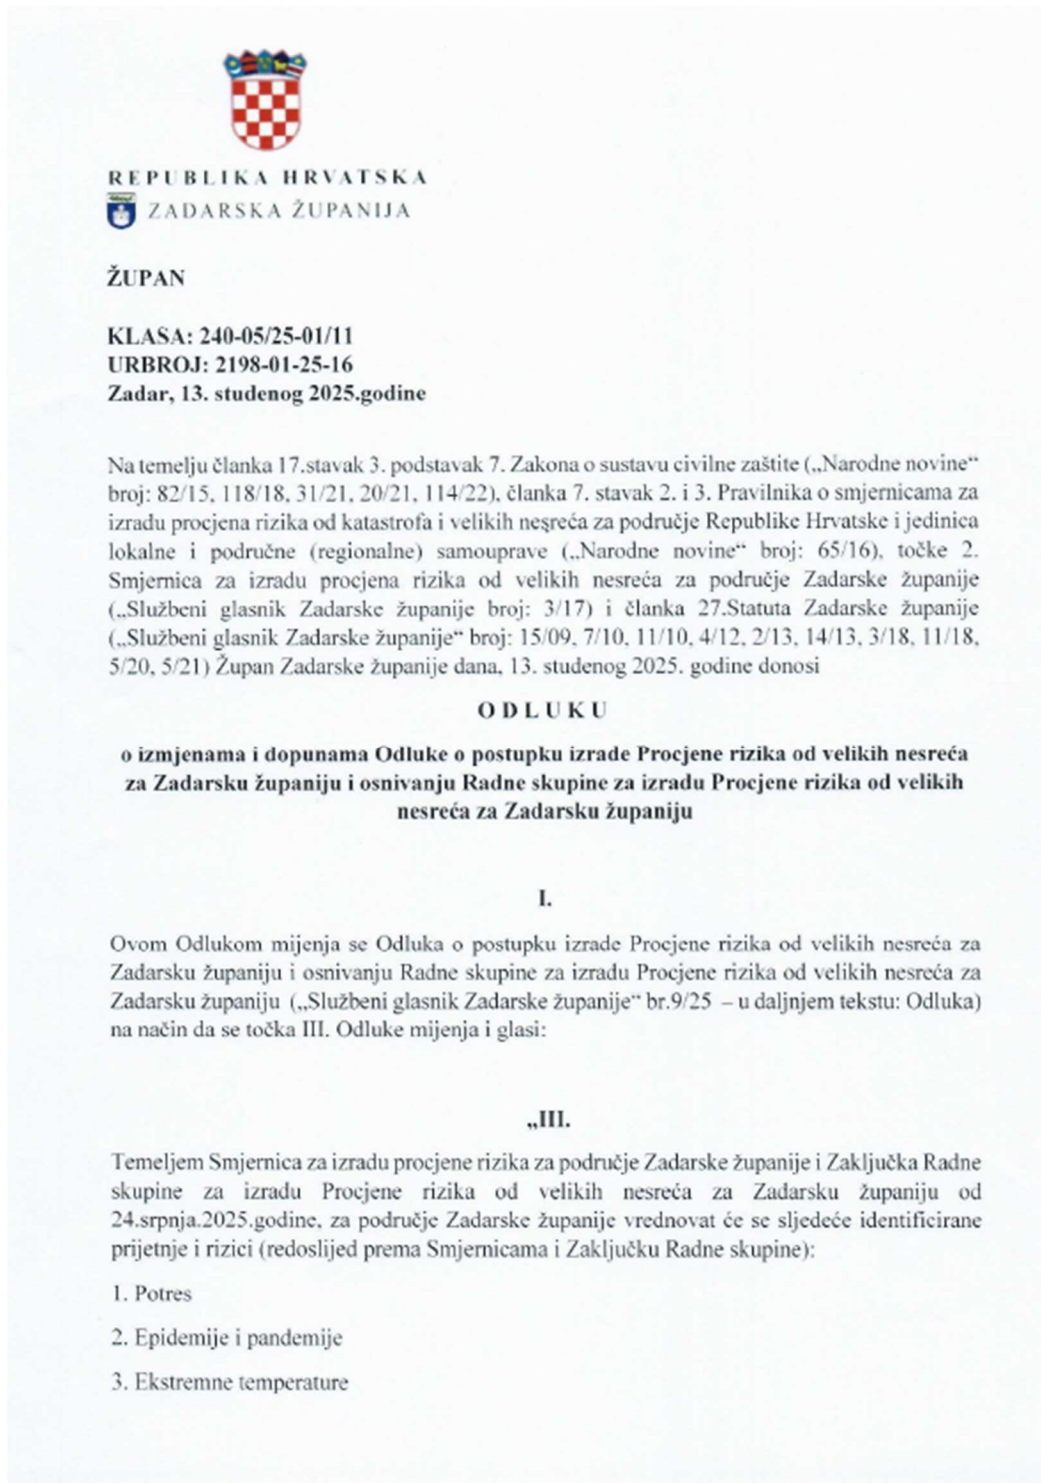 REPUBLIKA HRVATSKA
ZADARSKA ŽUPANIJA
ŽUPAN
KLASA: 240-05/25-01/11
URBROJ: 2198-01-25-16
Zadar, 13. studenog 2025.godine
Na temelju članka 17.stavak 3. podstavak 7. Zakona o sustavu civilne zaštite („Narodne novine“
broj: 82/15, 118/18, 31/21, 20/21, 114/22), članka 7. stavak 2. i 3. Pravilnika o smjernicama za
izradu procjena rizika od katastrofa i velikih nesreća za područje Republike Hrvatske i jedinica
lokalne i područne (regionalne) samouprave („Narodne novine“ broj: 65/16), točke 2.
Smjernica za izradu procjena rizika od velikih nesreća za područje Zadarske županije
(„Službeni glasnik Zadarske županije broj: 3/17) i članka 27.Statuta Zadarske županije
(„Službeni glasnik Zadarske županije“ broj: 15/09, 7/10, 11/10, 4/12, 2/13, 14/13, 3/18, 11/18,
5/20, 5/21) Župan Zadarske županije dana, 13. studenog 2025. godine donosi
O D L U K U
o izmjenama i dopunama Odluke o postupku izrade Procjene rizika od velikih nesreća
za Zadarsku županiju i osnivanju Radne skupine za izradu Procjene rizika od velikih
nesreća za Zadarsku županiju
I.
Ovom Odlukom mijenja se Odluka o postupku izrade Procjene rizika od velikih nesreća za
Zadarsku županiju i osnivanju Radne skupine za izradu Procjene rizika od velikih nesreća za
Zadarsku županiju („Službeni glasnik Zadarske županije“ br.9/25 – u daljnjem tekstu: Odluka)
na način da se točka III. Odluke mijenja i glasi:
„III.
Temeljem Smjernica za izradu procjene rizika za područje Zadarske županije i Zaključka Radne
skupine za izradu Procjene rizika od velikih nesreća za Zadarsku županiju od
24.srpnja.2025.godine, za područje Zadarske županije vrednovat će se sljedeće identificirane
prijetnje i rizici (redoslijed prema Smjernicama i Zaključku Radne skupine):
1. Potres
2. Epidemije i pandemije
3. Ekstremne temperature